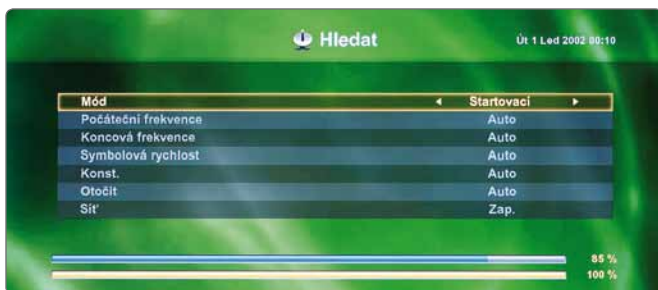 Hledat
Út 1 Led 2002 00:10
Mód Startovací
Počáteční frekvence Auto
Koncová frekvence Auto
Symbolová rychlost Auto
Konst. Auto
Otočit Auto
Síť Zap.
85 %
100 %